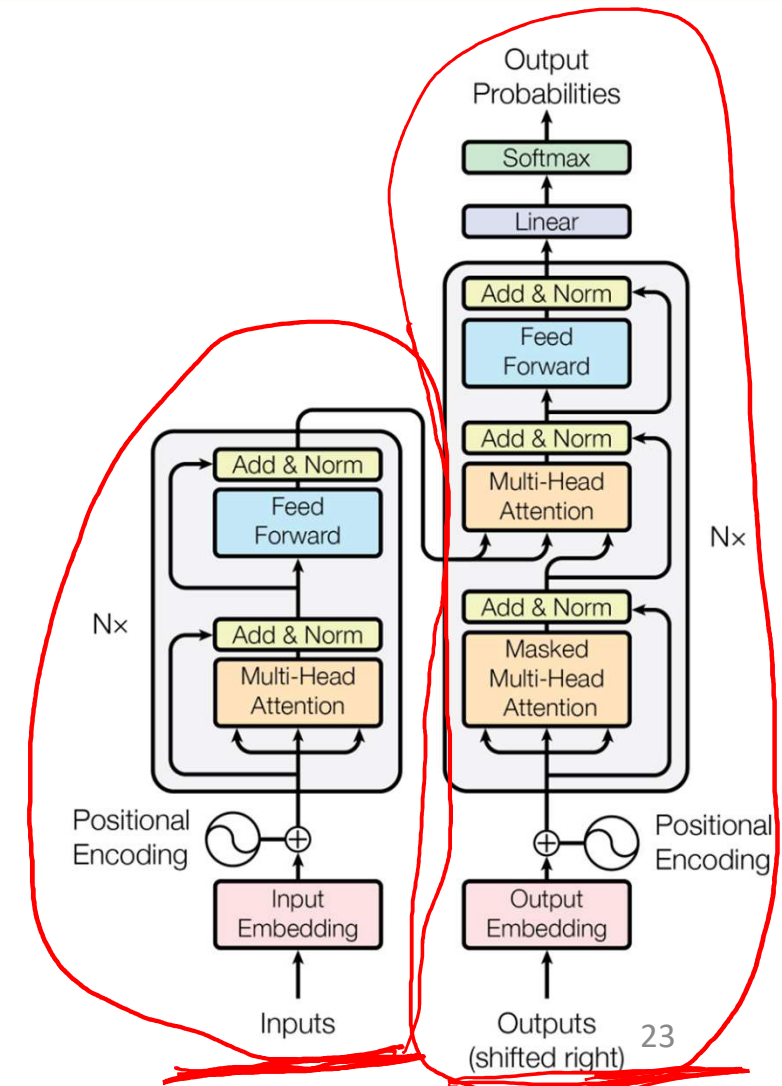 Output
Probabilities
Softmax
Linear
Add & Norm
Feed
Forward
Add & Norm
Multi-Head
Attention
Nx
Add & Norm
Masked
Multi-Head
Attention
Positional
Encoding
Output
Embedding
Outputs
(shifted right)
Add & Norm
Feed
Forward
Nx
Add & Norm
Multi-Head
Attention
Positional
Encoding
Input
Embedding
Inputs
23